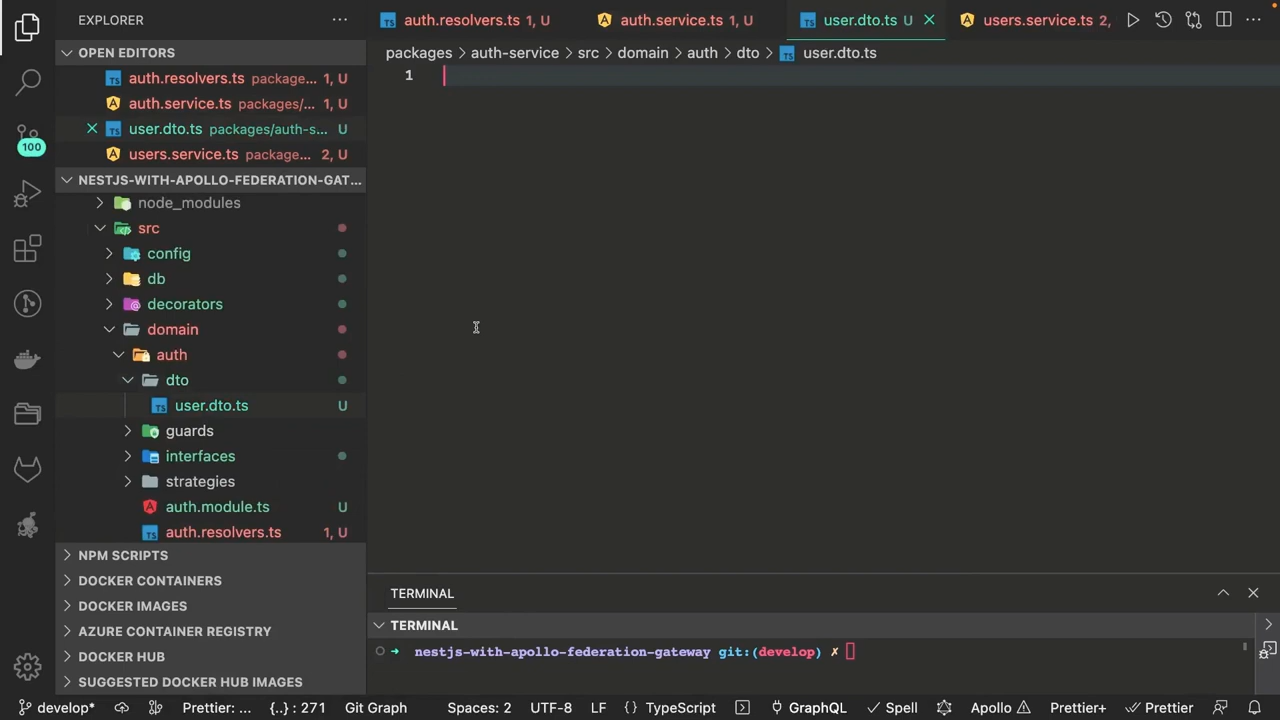 EXPLORER
OPEN EDITORS
auth.resolvers.ts package... 1, U
auth.service.ts packages/... 1, U
user.dto.ts packages/auth-s... U
users.service.ts package... 2, U
NESTJS-WITH-APOLLO-FEDERATION-GAT...
node_modules
src
config
db
decorators
domain
auth
dto
user.dto.ts U
guards
interfaces
strategies
auth.module.ts U
auth.resolvers.ts 1, U
NPM SCRIPTS
DOCKER CONTAINERS
DOCKER IMAGES
AZURE CONTAINER REGISTRY
DOCKER HUB
SUGGESTED DOCKER HUB IMAGES
100
auth.resolvers.ts 1, U
auth.service.ts 1, U
user.dto.ts U
users.service.ts 2,
packages > auth-service > src > domain > auth > dto > TS user.dto.ts
1
TERMINAL
TERMINAL
nestjs-with-apollo-federation-gateway git:(develop) ✗
develop*
Prettier: ...
{..} : 271
Git Graph
Spaces: 2
UTF-8
LF
{} TypeScript
GraphQL
Spell
Apollo
Prettier+
Prettier